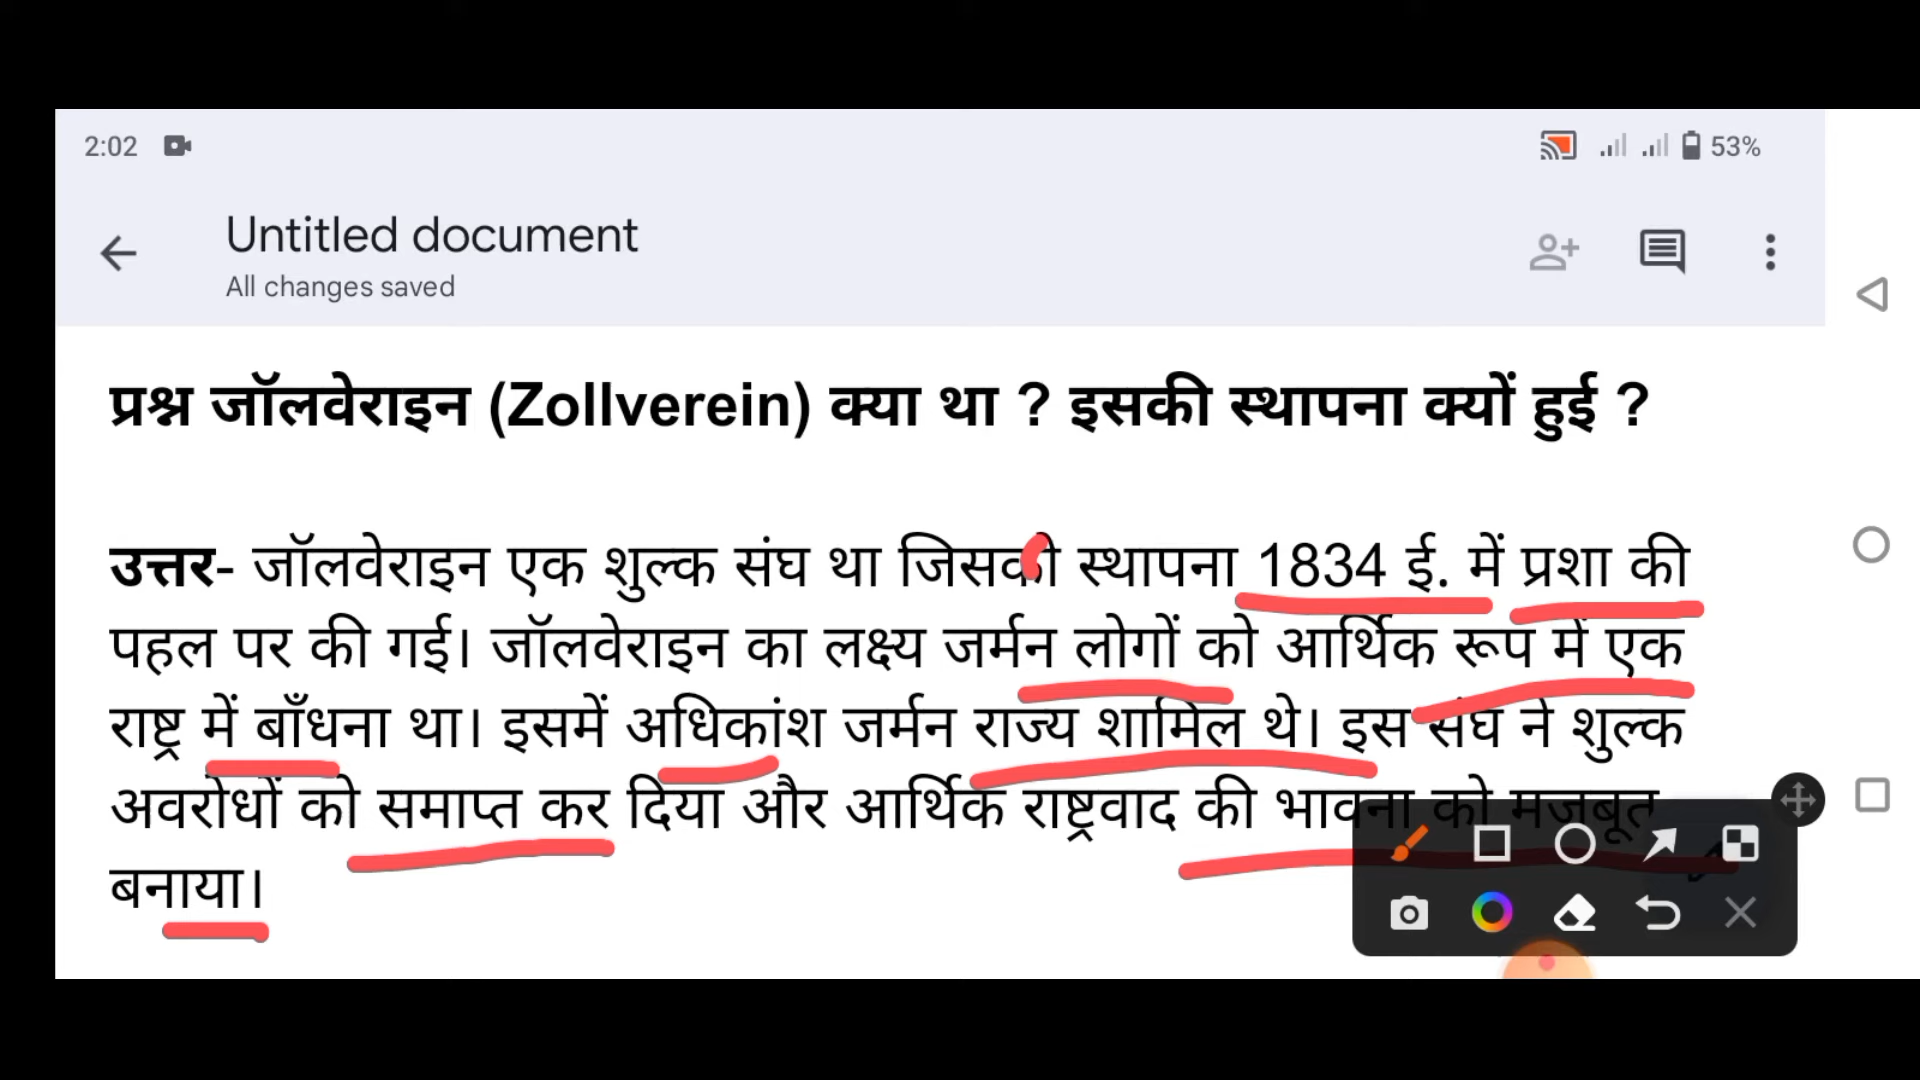 2:02
53%
Untitled document
All changes saved
प्रश्न जॉलवेराइन (Zollverein) क्या था ? इसकी स्थापना क्यों हुई ?
उत्तर- जॉलवेराइन एक शुल्क संघ था जिसकी स्थापना 1834 ई. में प्रशा की
पहल पर की गई। जॉलवेराइन का लक्ष्य जर्मन लोगों को आर्थिक रूप में एक
राष्ट्र में बाँधना था। इसमें अधिकांश जर्मन राज्य शामिल थे। इस संघ ने शुल्क
अवरोधों को समाप्त कर दिया और आर्थिक राष्ट्रवाद की भावना को मजबूत
बनाया।